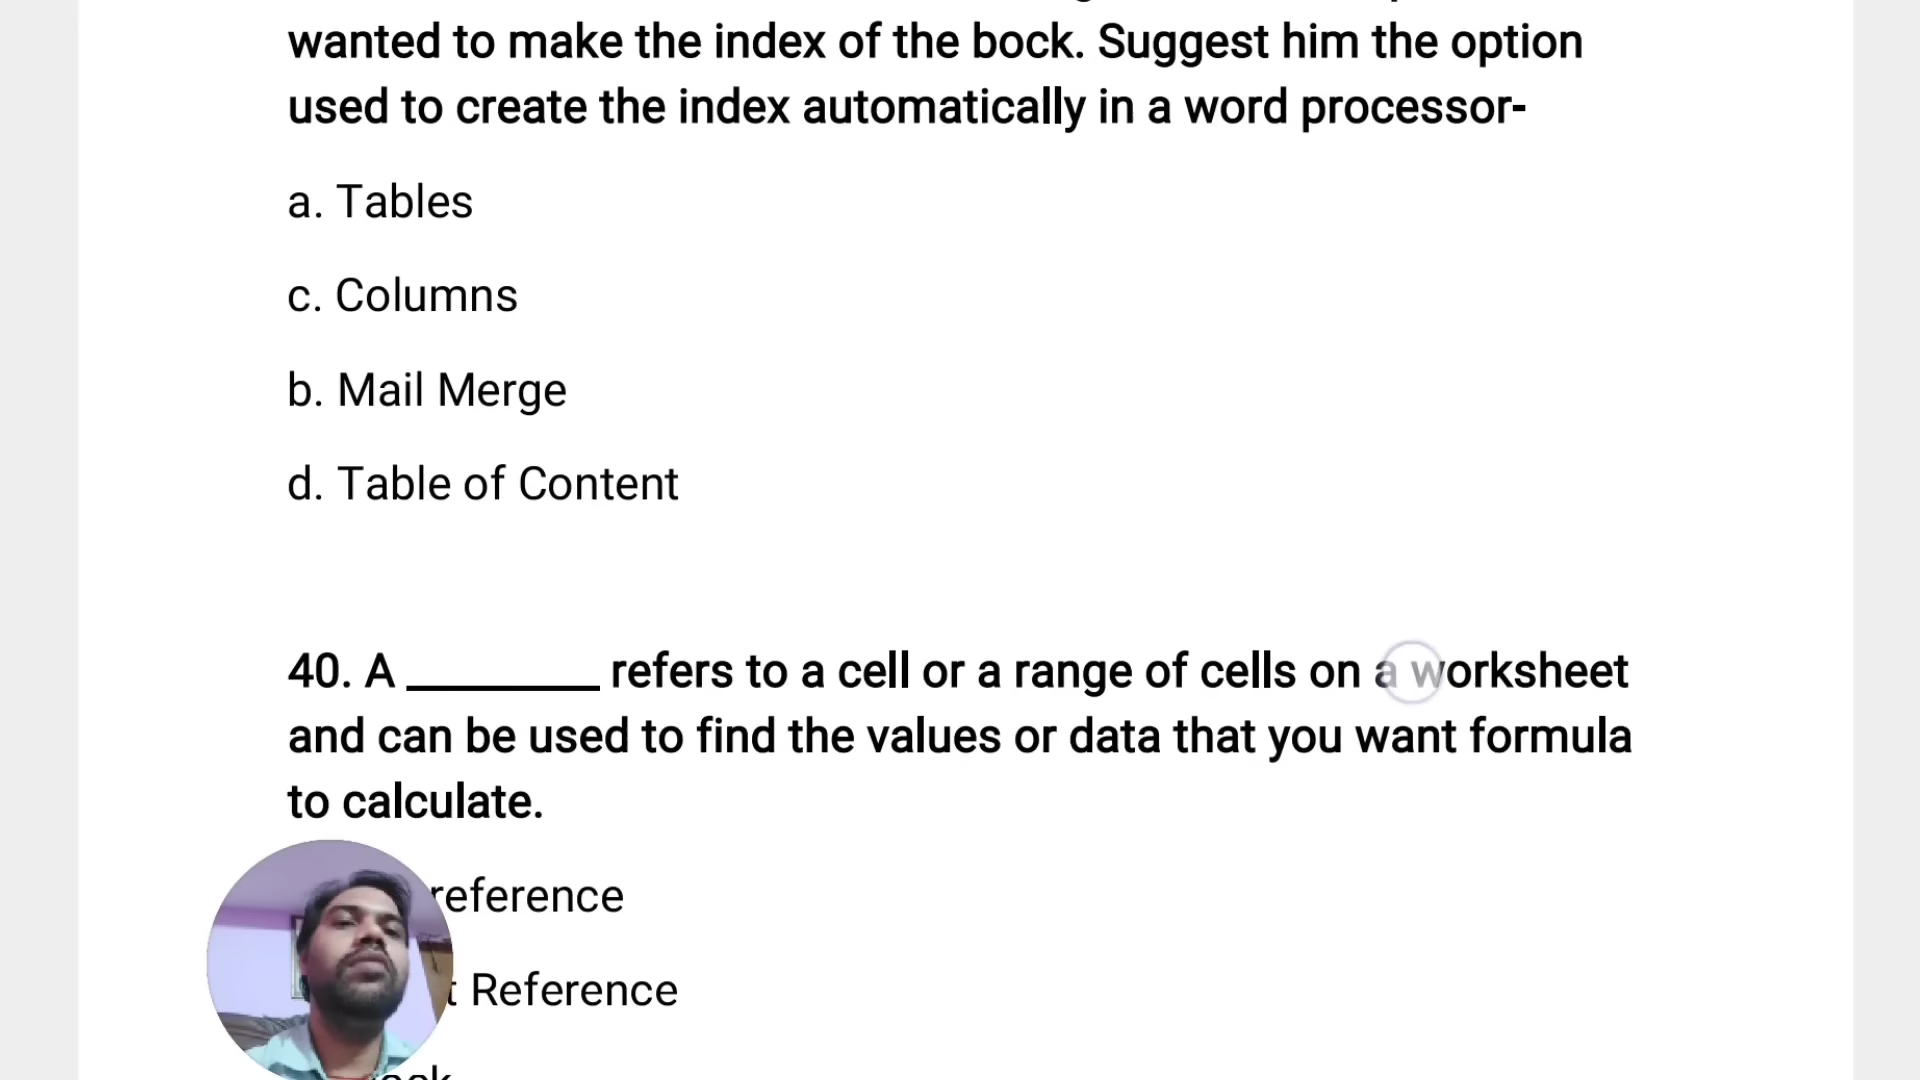 wanted to make the index of the bock. Suggest him the option
used to create the index automatically in a word processor-
a. Tables
c. Columns
b. Mail Merge
d. Table of Content
40. A ________ refers to a cell or a range of cells on a worksheet
and can be used to find the values or data that you want formula
to calculate.
reference
Reference